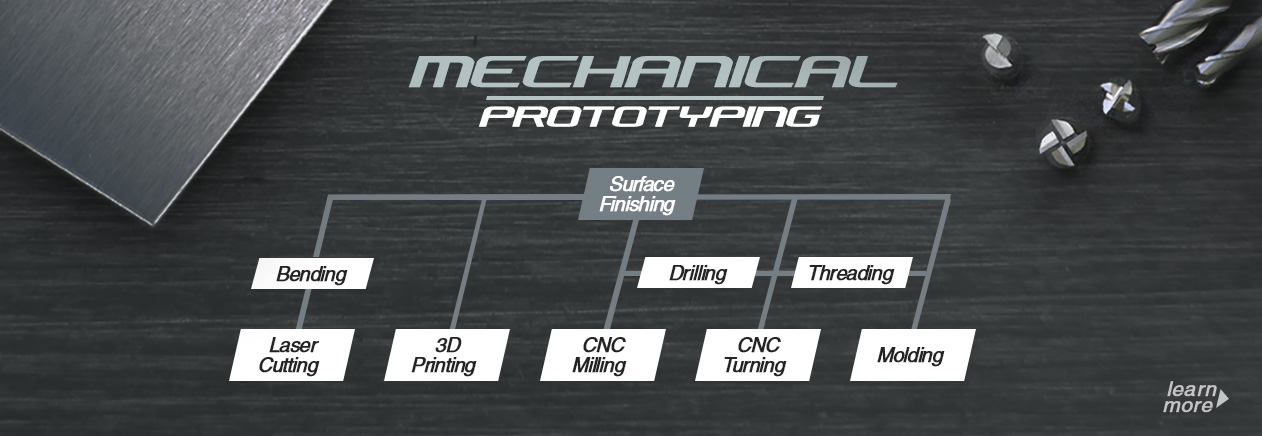 MECHANICAL
PROTOTYPING
Surface
Finishing
Bending
Drilling
Threading
Laser
Cutting
3D
Printing
CNC
Milling
CNC
Turning
Molding
learn
more